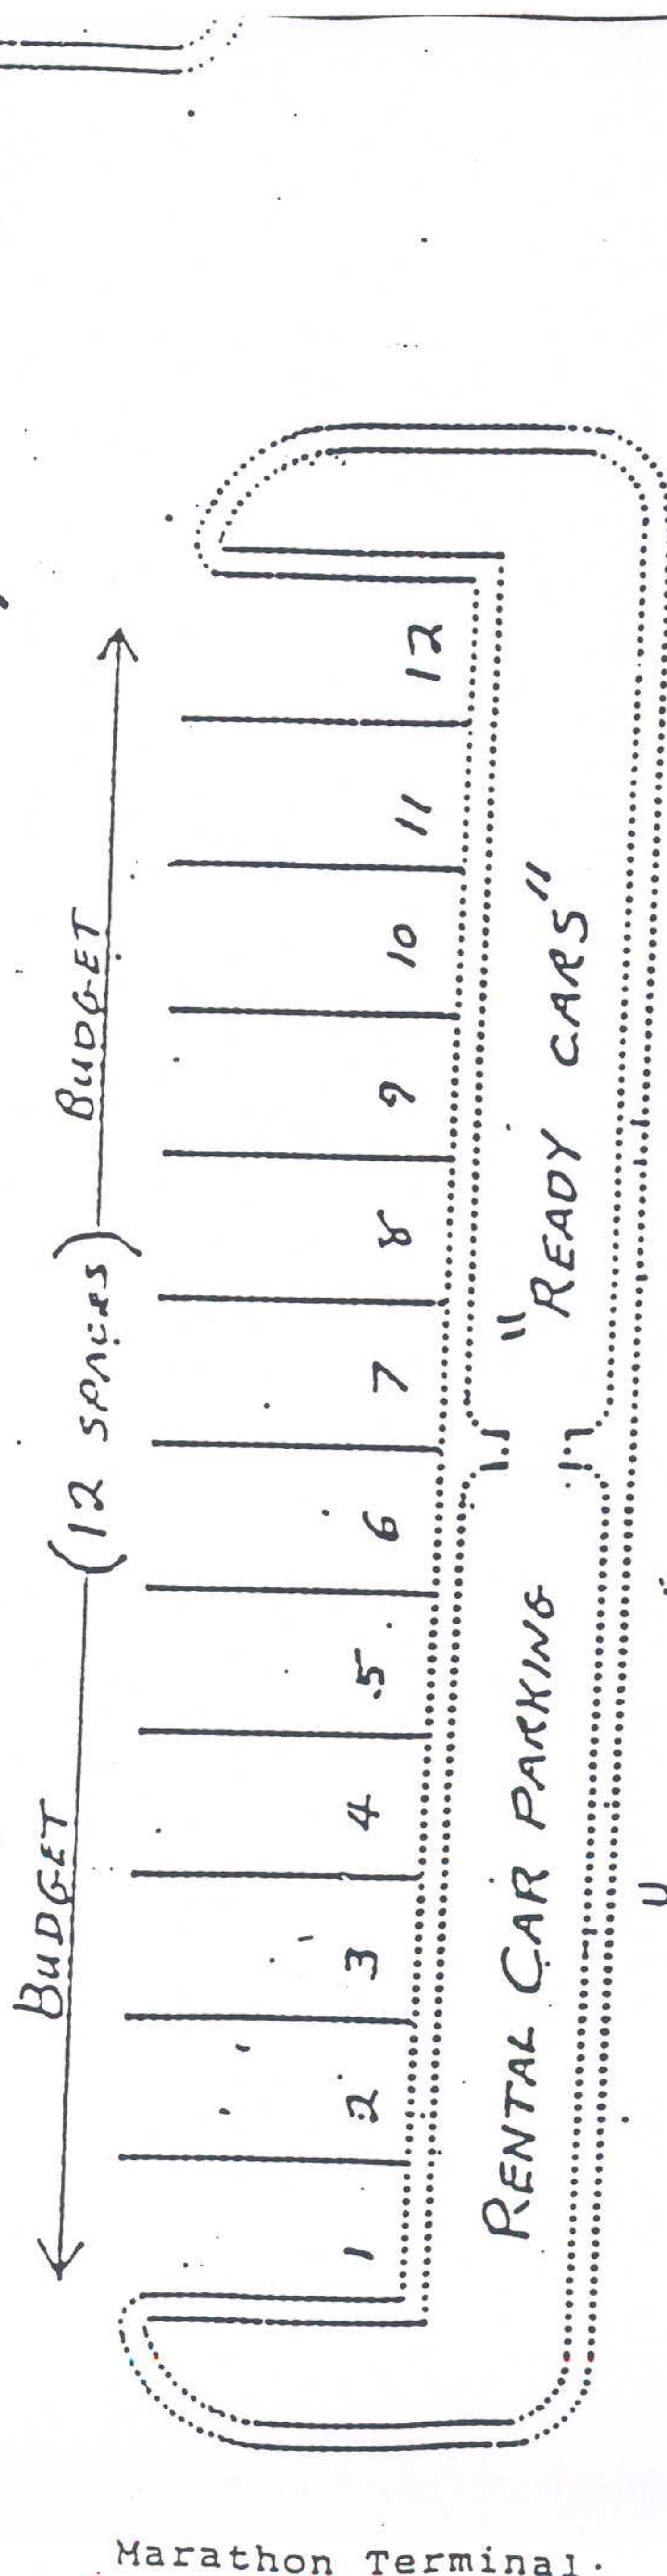 BUDGET (12 SPACES) BUDGET
1 2 3 4 5 6 7 8 9 10 11 12
RENTAL CAR PARKING "READY CARS"
Marathon Terminal.